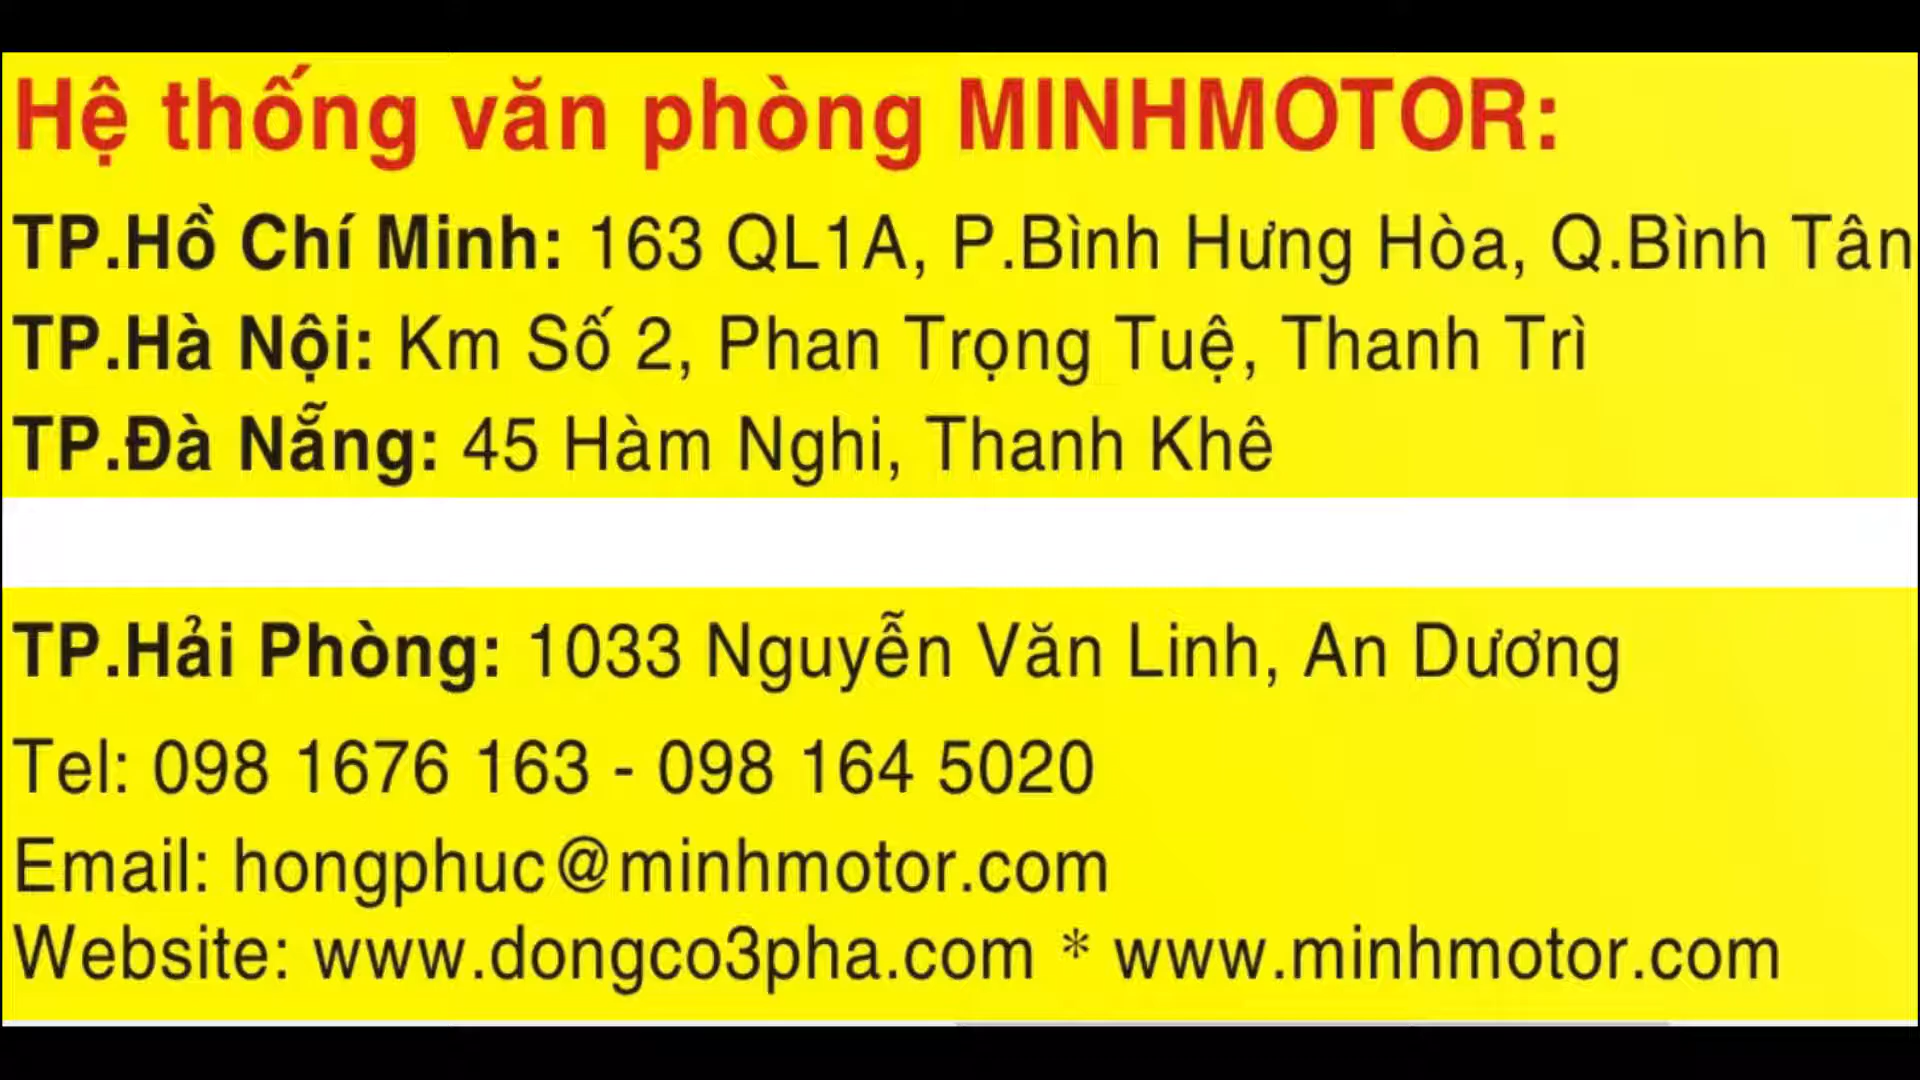 Hệ thống văn phòng MINHMOTOR:
TP.Hồ Chí Minh: 163 QL1A, P.Bình Hưng Hòa, Q.Bình Tân
TP.Hà Nội: Km Số 2, Phan Trọng Tuệ, Thanh Trì
TP.Đà Nẵng: 45 Hàm Nghi, Thanh Khê
TP.Hải Phòng: 1033 Nguyễn Văn Linh, An Dương
Tel: 098 1676 163 - 098 164 5020
Email: hongphuc@minhmotor.com
Website: www.dongco3pha.com * www.minhmotor.com